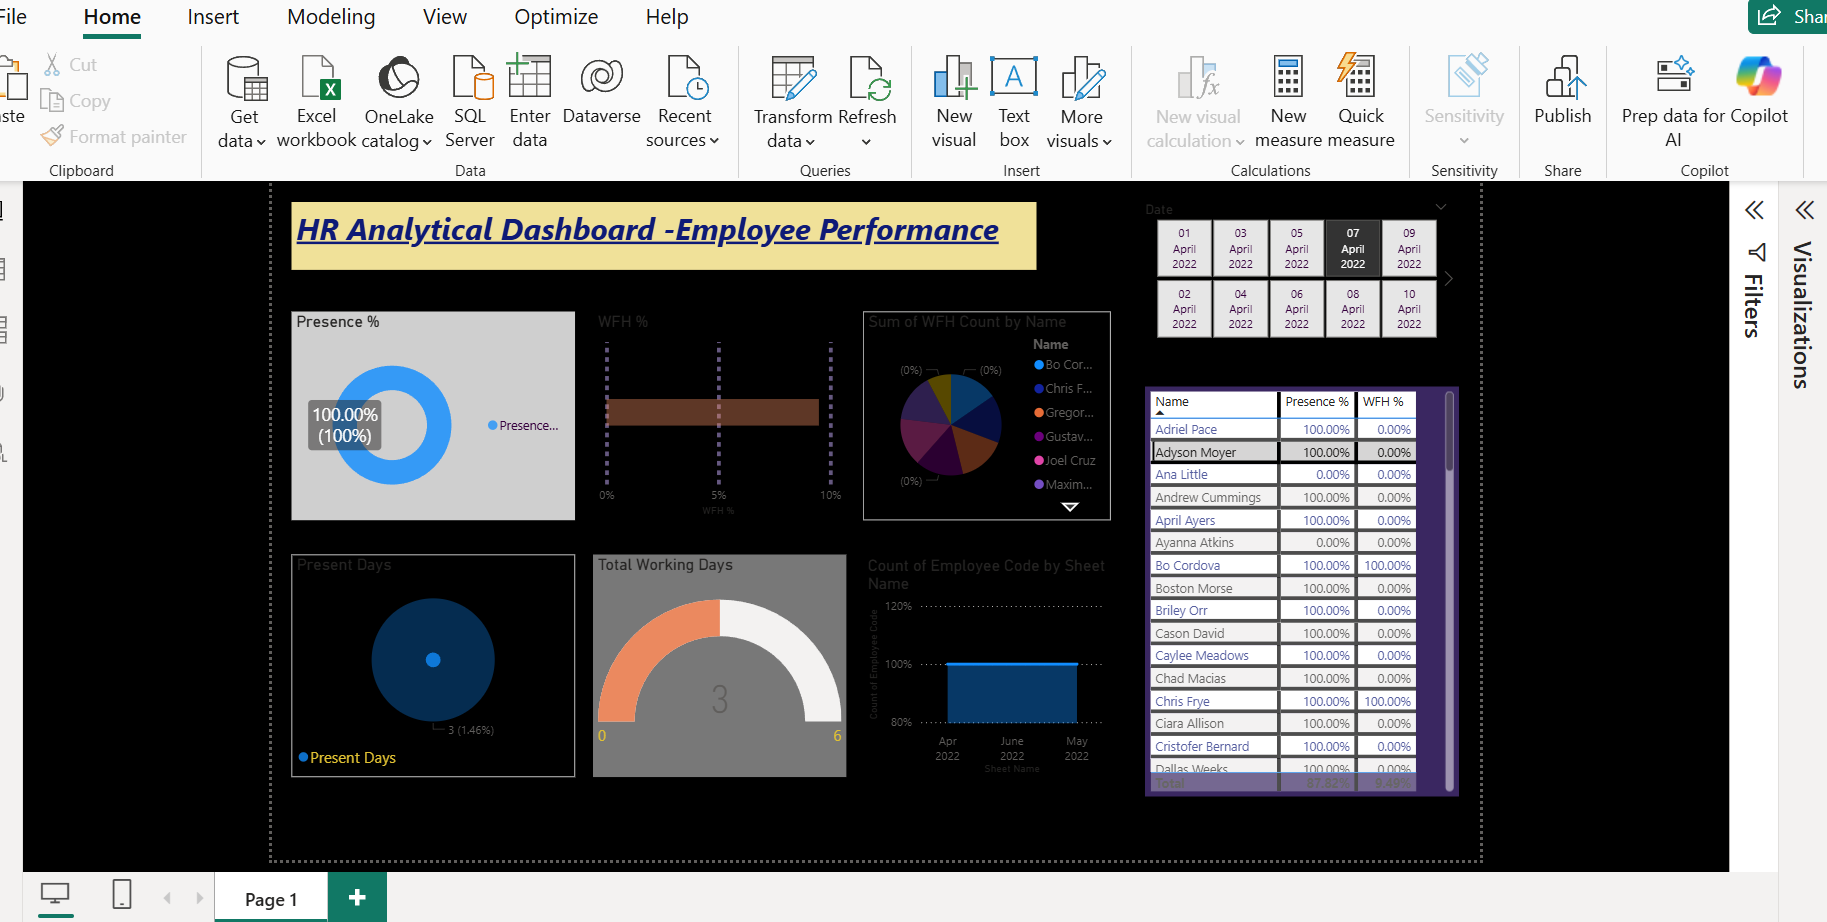 File
Home
Insert
Modeling
View
Optimize
Help
Cut
Copy
Format painter
Clipboard
Get
data
Excel
workbook
OneLake
catalog
SQL
Server
Enter
data
Dataverse
Recent
sources
Data
Transform
data
Refresh
Queries
New
visual
Text
box
More
visuals
Insert
New visual
calculation
New
measure
Quick
measure
Calculations
Sensitivity
Sensitivity
Publish
Share
Prep data for
AI
Copilot
Copilot
HR Analytical Dashboard -Employee Performance
Date
01
April
2022
03
April
2022
05
April
2022
07
April
2022
09
April
2022
02
April
2022
04
April
2022
06
April
2022
08
April
2022
10
April
2022
Presence %
100.00%
(100%)
Presence...
WFH %
0%
5%
10%
WFH %
Sum of WFH Count by Name
(0%)
(0%)
(0%)
Name
Bo Cor...
Chris F...
Gregor...
Gustav...
Joel Cruz
Maxim...
Present Days
3 (1.46%)
Present Days
Total Working Days
3
0
6
Count of Employee Code by Sheet
Name
Count of Employee Code
120%
100%
80%
Apr
2022
June
2022
May
2022
Sheet Name
Name Presence % WFH %
Adriel Pace 100.00% 0.00%
Adyson Moyer 100.00% 0.00%
Ana Little 0.00% 0.00%
Andrew Cummings 100.00% 0.00%
April Ayers 100.00% 0.00%
Ayanna Atkins 0.00% 0.00%
Bo Cordova 100.00% 100.00%
Boston Morse 100.00% 0.00%
Briley Orr 100.00% 0.00%
Cason David 100.00% 0.00%
Caylee Meadows 100.00% 0.00%
Chad Macias 100.00% 0.00%
Chris Frye 100.00% 100.00%
Ciara Allison 100.00% 0.00%
Cristofer Bernard 100.00% 0.00%
Dallas Weeks 100.00% 0.00%
Total 87.82% 9.49%
Filters
Visualizations
Page 1